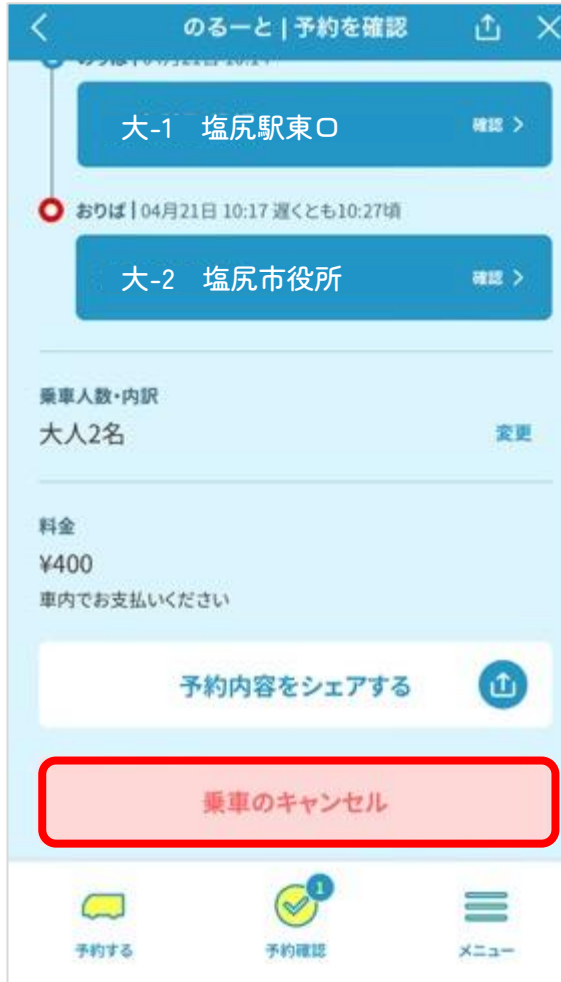 のるーと | 予約を確認
大-1 塩尻駅東口
確認 >
おりば | 04月21日 10:17 遅くとも10:27頃
大-2 塩尻市役所
確認 >
乗車人数・内訳
大人2名
変更
料金
¥400
車内でお支払いください
予約内容をシェアする
乗車のキャンセル
1
予約する
予約確認
メニュー